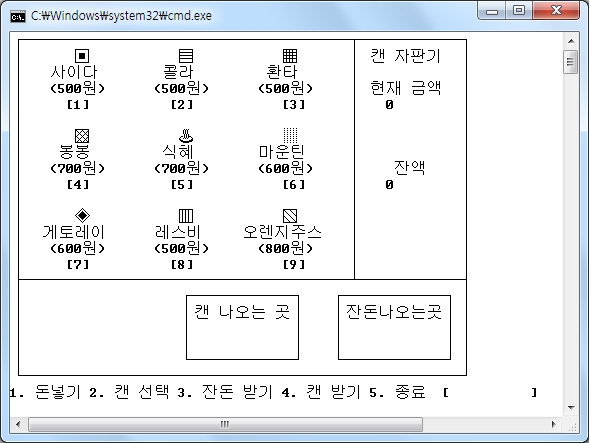 C:₩Windows₩system32₩cmd.exe
캔 자판기
사이다 콜라 환타
현재 금액
(500원) (500원) (500원)
[1] [2] [3]
0
봉봉 식혜 마운틴
잔액
(700원) (700원) (600원)
[4] [5] [6]
0
게토레이 레스비 오렌지주스
(600원) (500원) (800원)
[7] [8] [9]
캔 나오는 곳 잔돈나오는곳
1. 돈넣기 2. 캔 선택 3. 잔돈 받기 4. 캔 받기 5. 종료 [ ]